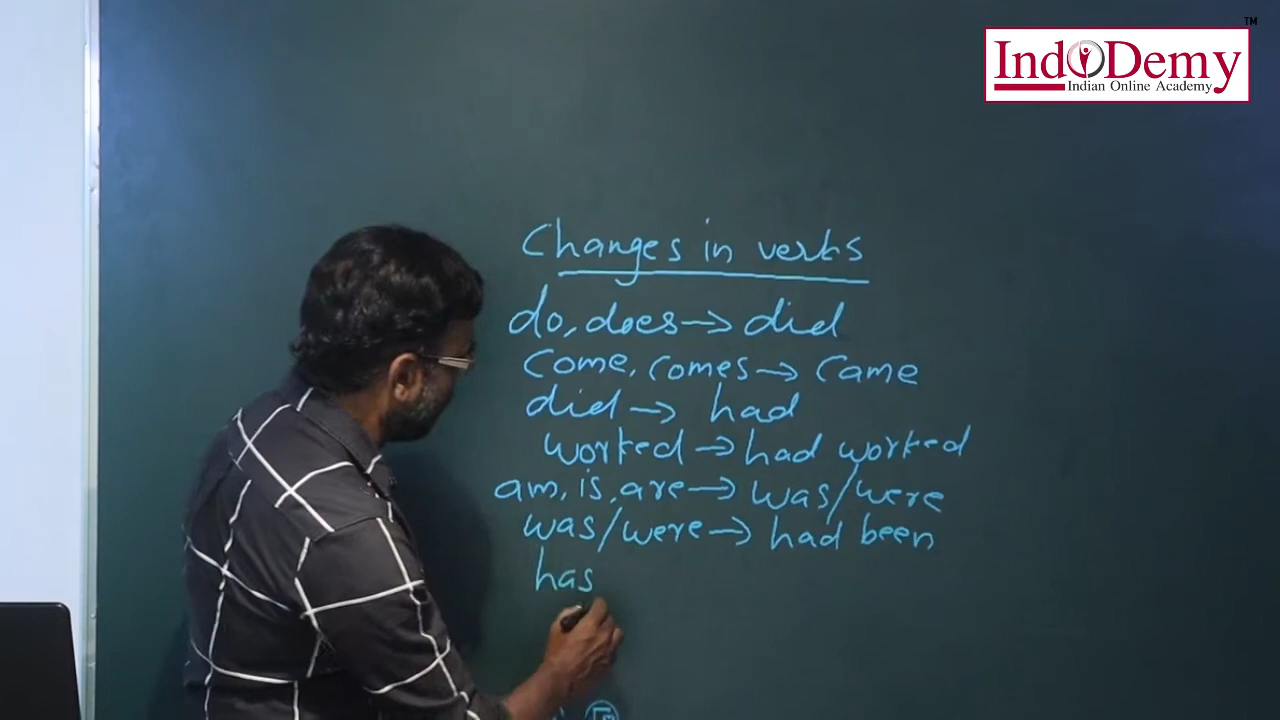 TM
IndoDemy
Indian Online Academy
Changes in verbs
do, does → did
Come, comes → Came
did → had
worked → had worked
am, is, are → was/were
was/were → had been
has